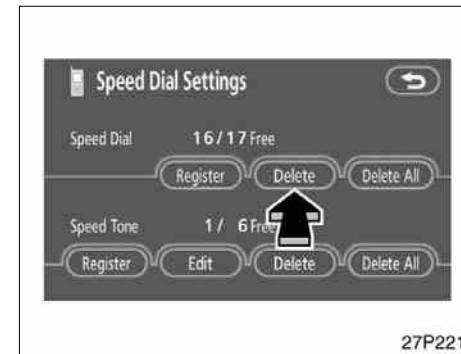 Speed Dial Settings
Speed Dial 16/17 Free
Register Delete Delete All
Speed Tone 1/ 6 Free
Register Edit Delete Delete All
27P221